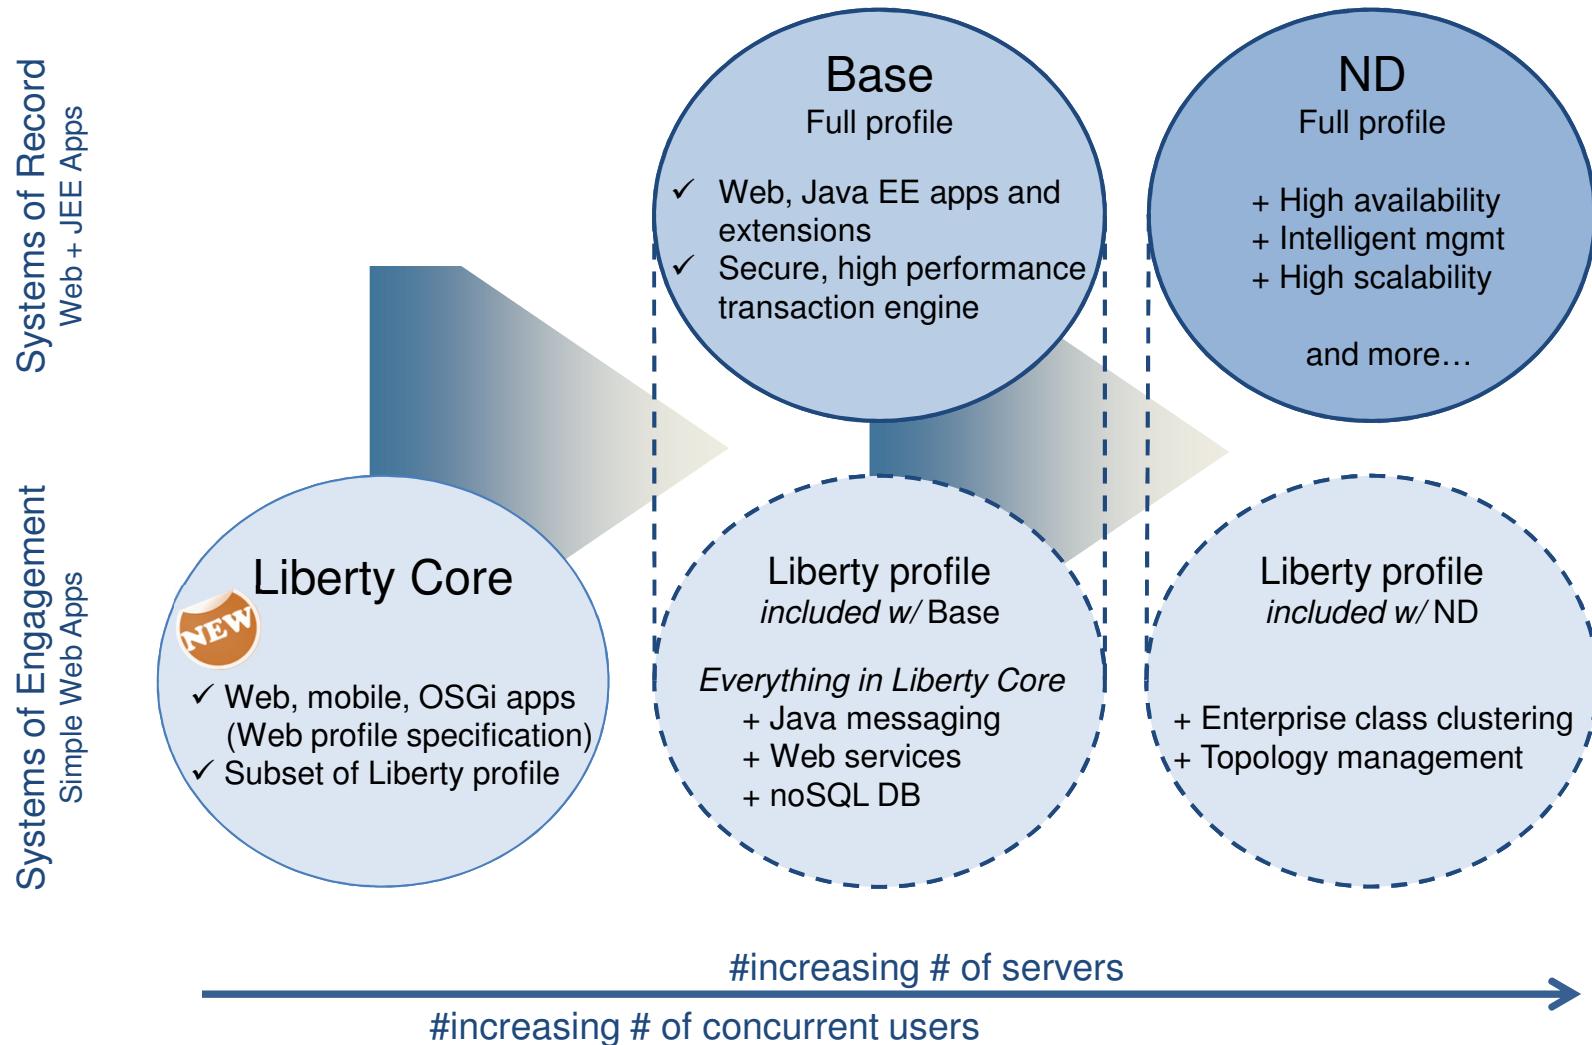 Systems of Record
Web + JEE Apps
Base
Full profile
✓ Web, Java EE apps and
extensions
✓ Secure, high performance
transaction engine
ND
Full profile
+ High availability
+ Intelligent mgmt
+ High scalability
and more…
Systems of Engagement
Simple Web Apps
Liberty Core
NEW
✓ Web, mobile, OSGi apps
(Web profile specification)
✓ Subset of Liberty profile
Liberty profile
included w/ Base
Everything in Liberty Core
+ Java messaging
+ Web services
+ noSQL DB
Liberty profile
included w/ ND
+ Enterprise class clustering
+ Topology management
#increasing # of servers
#increasing # of concurrent users